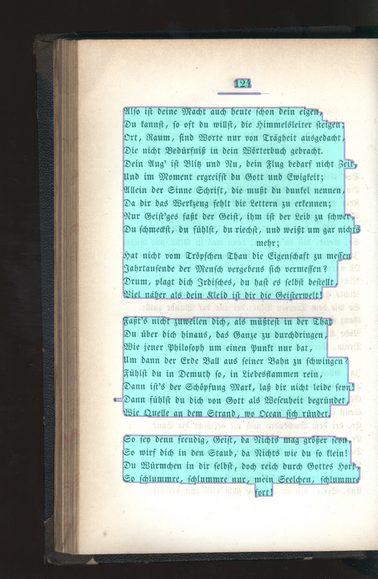 124
Also ist deine Macht auch heute schon dein eigen,
Du kannst, so oft du willst, die Himmelsleiter steigen;
Ort, Raum, sind Worte nur von Trägheit ausgedacht,
Die nicht Bedürfniß in dein Wörterbuch gebracht.
Dein Aug' ist Blitz und Nu, dein Flug bedarf nicht Zeit,
Und im Moment ergreifst du Gott und Ewigkeit;
Allein der Sinne Schrift, die mußt du dunkel nennen,
Da dir das Werkzeug fehlt die Lettern zu erkennen;
Nur Geist'ges faßt der Geist, ihm ist der Leib zu schwer,
Du schmeckst, du fühlst, du riechst, und weißt um gar nichts
mehr;
Hat nicht vom Tröpfchen Thau die Eigenschaft zu messen
Jahrtausende der Mensch vergebens sich vermessen?
Drum, plagt dich Irdisches, du hast es selbst bestellt,
Viel näher als dein Kleid ist dir die Geisterwelt!
Faßt's nicht zuweilen dich, als müßtest in der That
Du über dich hinaus, das Ganze zu durchdringen,
Wie jener Philosoph um einen Punkt nur bat,
Um dann der Erde Ball aus seiner Bahn zu schwingen?
Fühlst du in Demuth so, in Liebesflammen rein,
Dann ist's der Schöpfung Mark, laß dir nicht leide seyn!
Dann fühlst du dich von Gott als Wesenheit begründet,
Wie Quelle an dem Strand, wo Ocean sich ründet.
So sey denn freudig, Geist, da Nichts mag größer seyn,
So wirf dich in den Staub, da Nichts wie du so klein!
Du Würmchen in dir selbst, doch reich durch Gottes Hort,
So schlummre, schlummre nur, mein Seelchen, schlummre
fort!